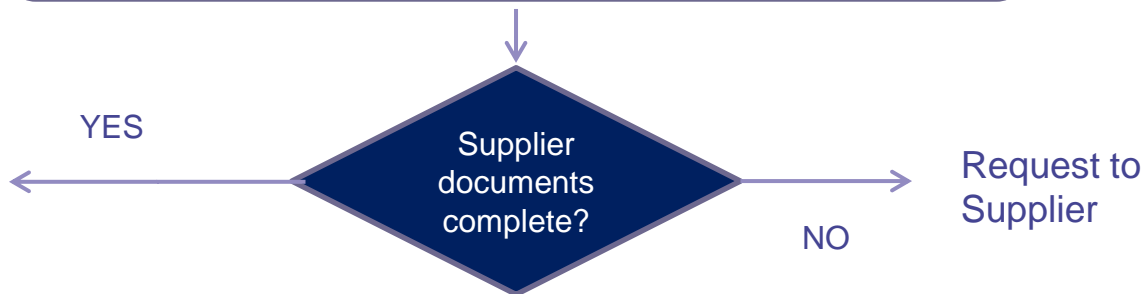 YES
Supplier
documents
complete?
NO
Request to
Supplier